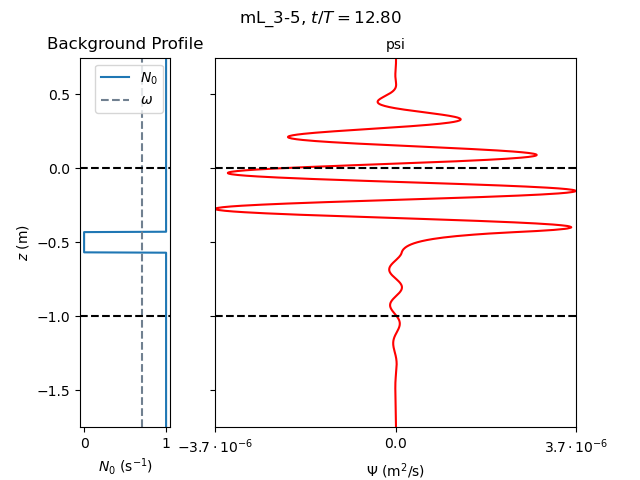 mL_3-5, t/T = 12.80
Background Profile
psi
N₀
ω
z (m)
0.5
0.0
−0.5
−1.0
−1.5
0 1
−3.7 · 10⁻⁶ 0.0 3.7 · 10⁻⁶
N₀ (s⁻¹)
Ψ (m²/s)